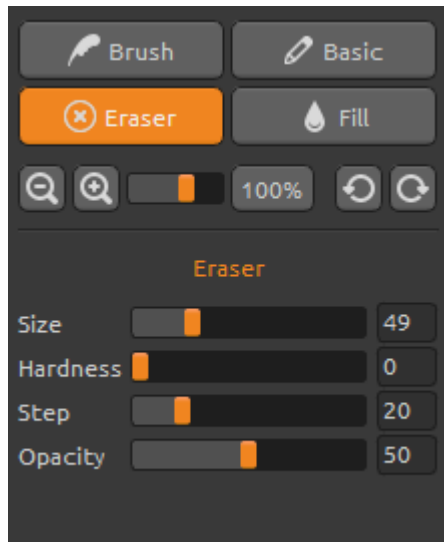 Brush Basic
Eraser Fill
100%
Eraser
Size 49
Hardness 0
Step 20
Opacity 50